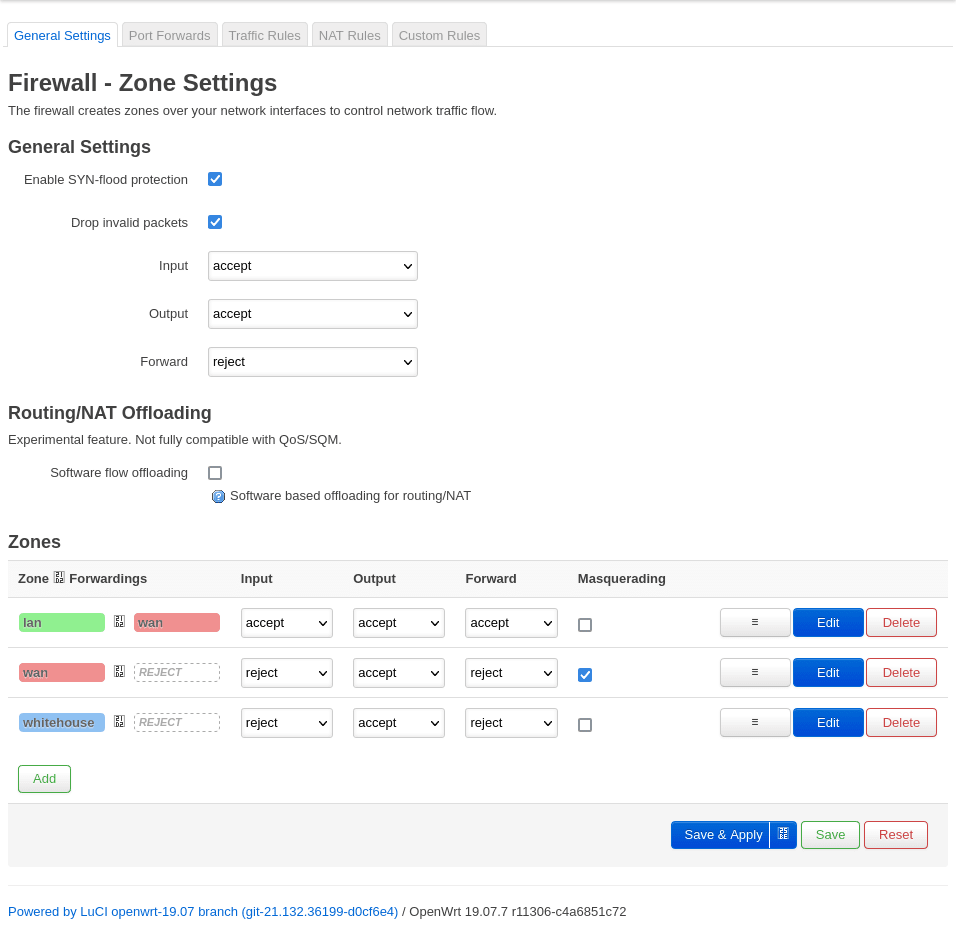 General Settings Port Forwards Traffic Rules NAT Rules Custom Rules
Firewall - Zone Settings
The firewall creates zones over your network interfaces to control network traffic flow.
General Settings
Enable SYN-flood protection
Drop invalid packets
Input accept
Output accept
Forward reject
Routing/NAT Offloading
Experimental feature. Not fully compatible with QoS/SQM.
Software flow offloading
Software based offloading for routing/NAT
Zones
Zone Forwardings Input Output Forward Masquerading
lan wan accept accept accept ≡ Edit Delete
wan REJECT reject accept reject ≡ Edit Delete
whitehouse REJECT reject accept reject ≡ Edit Delete
Add
Save & Apply Save Reset
Powered by LuCI openwrt-19.07 branch (git-21.132.36199-d0cf6e4) / OpenWrt 19.07.7 r11306-c4a6851c72